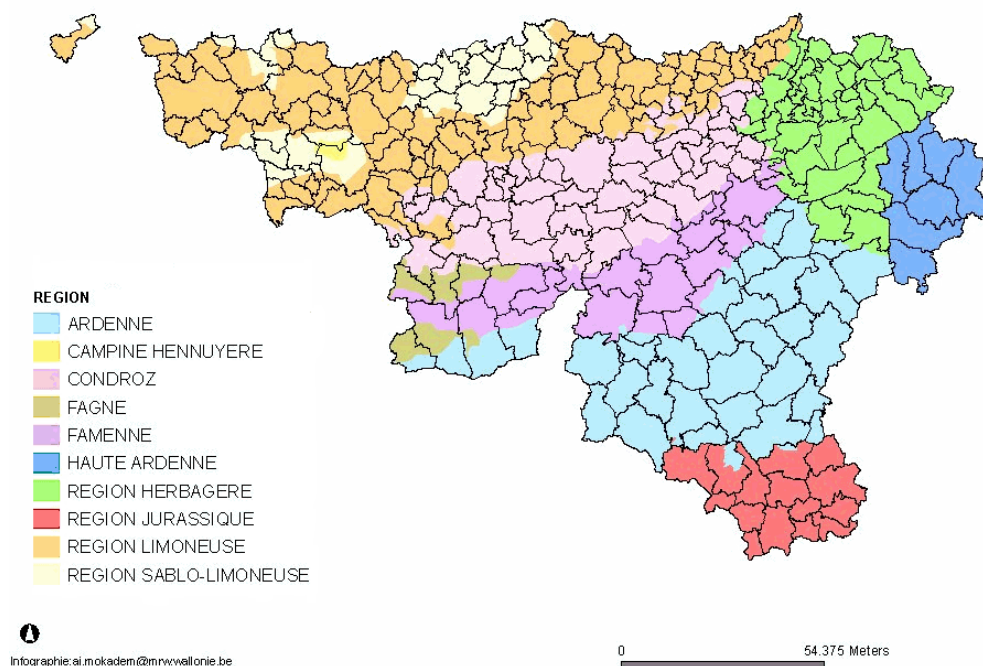 REGION
ARDENNE
CAMPINE HENNUYERE
CONDROZ
FAGNE
FAMENNE
HAUTE ARDENNE
REGION HERBAGERE
REGION JURASSIQUE
REGION LIMONEUSE
REGION SABLO-LIMONEUSE
Infographie:ai.mokadem@mrw.wallonie.be
0 54.375 Meters